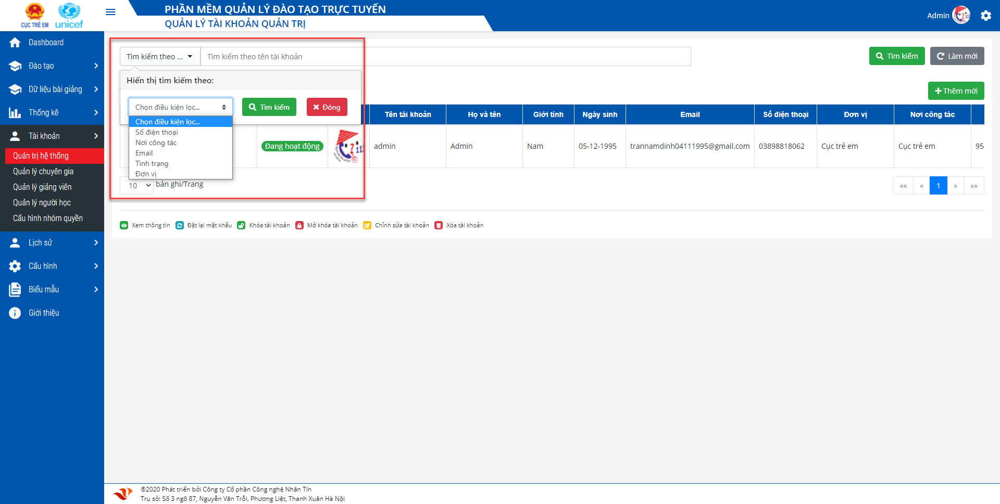 CỤC TRẺ EM
unicef
PHẦN MỀM QUẢN LÝ ĐÀO TẠO TRỰC TUYẾN
QUẢN LÝ TÀI KHOẢN QUẢN TRỊ
Admin
Dashboard
Đào tạo
Dữ liệu bài giảng
Thống kê
Tài khoản
Quản trị hệ thống
Quản lý chuyên gia
Quản lý giảng viên
Quản lý người học
Cấu hình nhóm quyền
Lịch sử
Cấu hình
Biểu mẫu
Giới thiệu
Tìm kiếm theo ...
Tìm kiếm theo tên tài khoản
Tìm kiếm
Làm mới
Hiển thị tìm kiếm theo:
Chọn điều kiện lọc...
Tìm kiếm
Đóng
Chọn điều kiện lọc...
Số điện thoại
Nơi công tác
Email
Tình trạng
Đơn vị
Thêm mới
Tên tài khoản Họ và tên Giới tính Ngày sinh Email Số điện thoại Đơn vị Nơi công tác
Đang hoạt động admin Admin Nam 05-12-1995 trannamdinh04111995@gmail.com 03898818062 Cục trẻ em Cục trẻ em 95
10 bản ghi/Trang
«« « 1 » »»
Xem thông tin Đặt lại mật khẩu Khóa tài khoản Mở khóa tài khoản Chỉnh sửa tài khoản Xóa tài khoản
©2020 Phát triển bởi Công ty Cổ phần Công nghệ Nhân Tín
Trụ sở: Số 3 ngõ 87, Nguyễn Văn Trỗi, Phương Liệt, Thanh Xuân Hà Nội